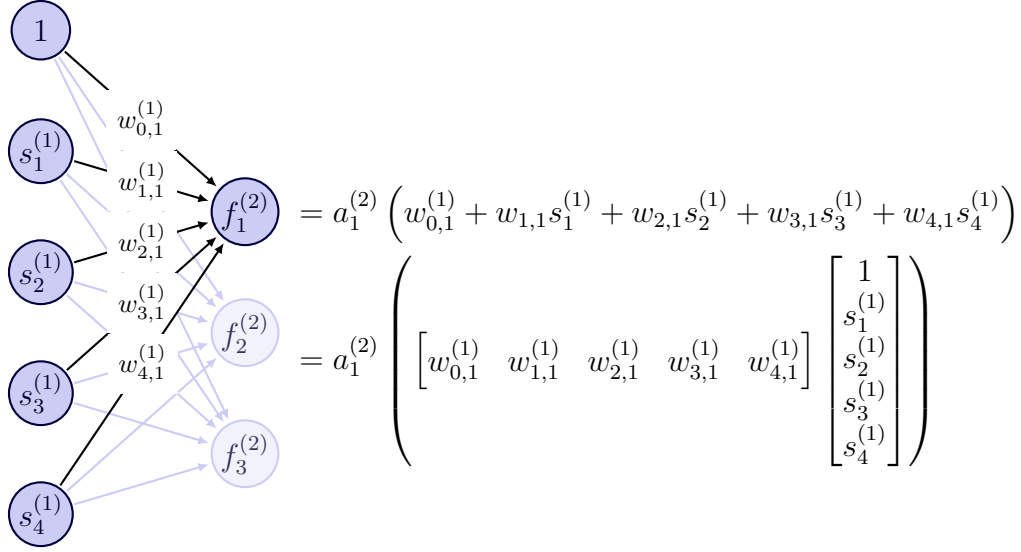 1
s_1^{(1)}
s_2^{(1)}
s_3^{(1)}
s_4^{(1)}
w_{0,1}^{(1)}
w_{1,1}^{(1)}
w_{2,1}^{(1)}
w_{3,1}^{(1)}
w_{4,1}^{(1)}
f_1^{(2)} = a_1^{(2)} ( w_{0,1}^{(1)} + w_{1,1} s_1^{(1)} + w_{2,1} s_2^{(1)} + w_{3,1} s_3^{(1)} + w_{4,1} s_4^{(1)} )
f_2^{(2)}
= a_1^{(2)} ( [ w_{0,1}^{(1)} w_{1,1}^{(1)} w_{2,1}^{(1)} w_{3,1}^{(1)} w_{4,1}^{(1)} ] [ 1 s_1^{(1)} s_2^{(1)} s_3^{(1)} s_4^{(1)} ] )
f_3^{(2)}